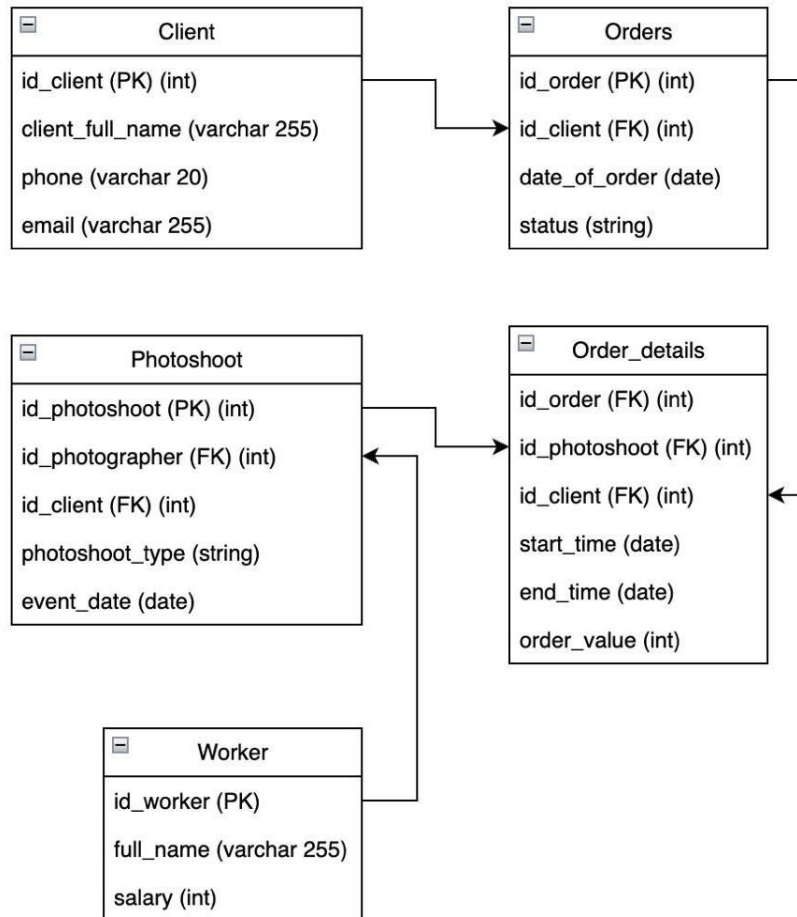 Client
id_client (PK) (int)
client_full_name (varchar 255)
phone (varchar 20)
email (varchar 255)
Orders
id_order (PK) (int)
id_client (FK) (int)
date_of_order (date)
status (string)
Photoshoot
id_photoshoot (PK) (int)
id_photographer (FK) (int)
id_client (FK) (int)
photoshoot_type (string)
event_date (date)
Order_details
id_order (FK) (int)
id_photoshoot (FK) (int)
id_client (FK) (int)
start_time (date)
end_time (date)
order_value (int)
Worker
id_worker (PK)
full_name (varchar 255)
salary (int)